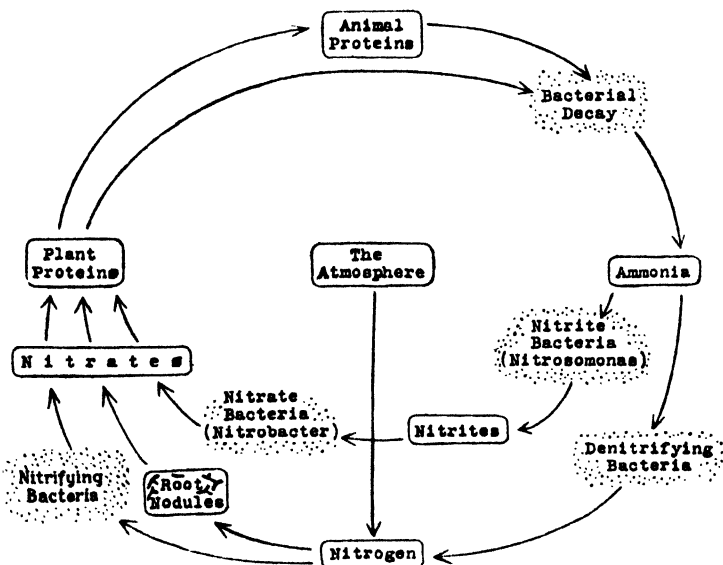 Animal
Proteins
Bacterial
Decay
Plant
Proteins
The
Atmosphere
Ammonia
Nitrite
Bacteria
(Nitrosomonas)
Nitrates
Nitrate
Bacteria
(Nitrobacter)
Nitrites
Denitrifying
Bacteria
Nitrifying
Bacteria
Root
Nodules
Nitrogen